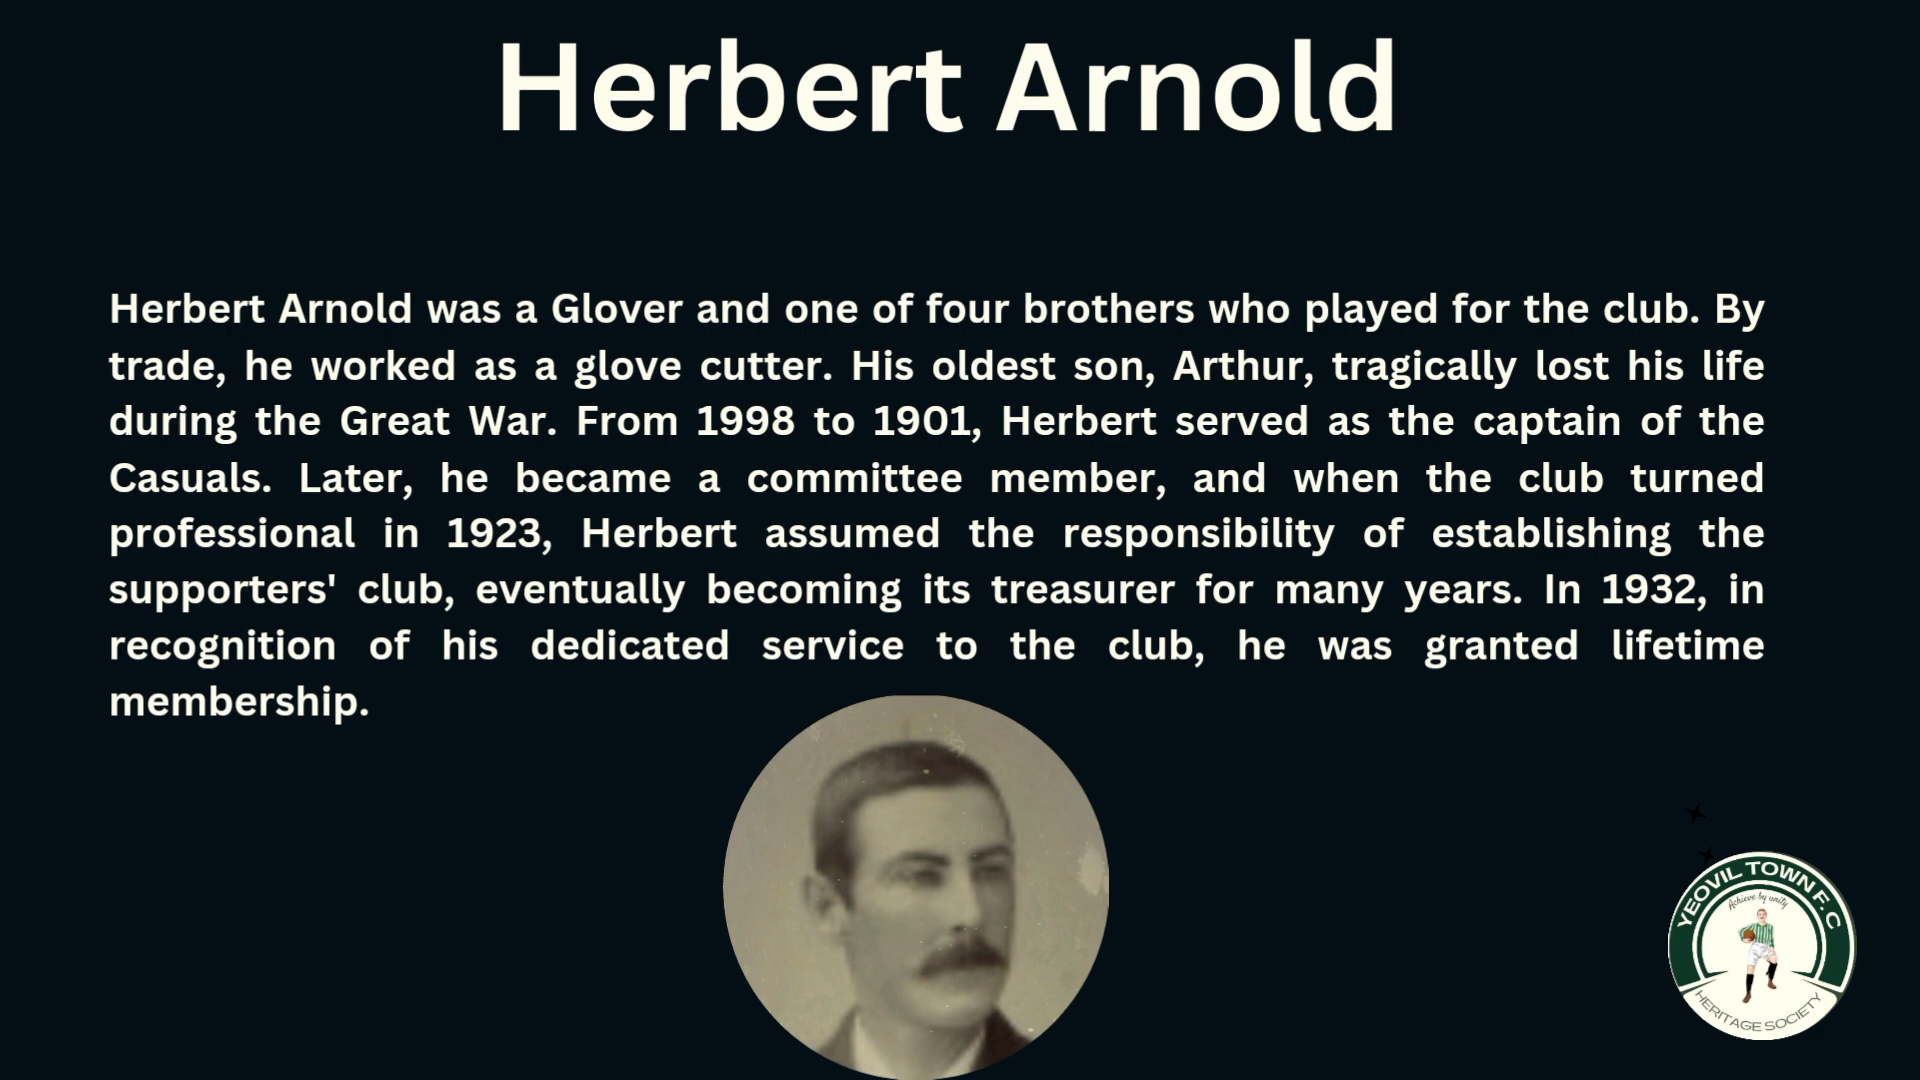 Herbert Arnold
Herbert Arnold was a Glover and one of four brothers who played for the club. By
trade, he worked as a glove cutter. His oldest son, Arthur, tragically lost his life
during the Great War. From 1998 to 1901, Herbert served as the captain of the
Casuals. Later, he became a committee member, and when the club turned
professional in 1923, Herbert assumed the responsibility of establishing the
supporters' club, eventually becoming its treasurer for many years. In 1932, in
recognition of his dedicated service to the club, he was granted lifetime
membership.
YEOVIL TOWN F.C
Achieve by unity
HERITAGE SOCIETY